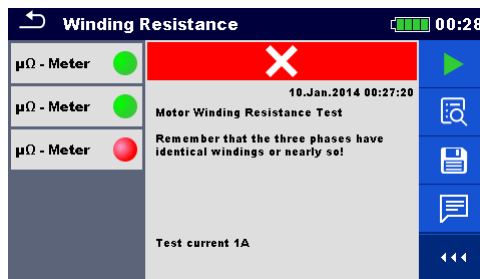 Winding Resistance 00:28
μΩ - Meter
μΩ - Meter
μΩ - Meter
10.Jan.2014 00:27:20
Motor Winding Resistance Test
Remember that the three phases have
identical windings or nearly so!
Test current 1A